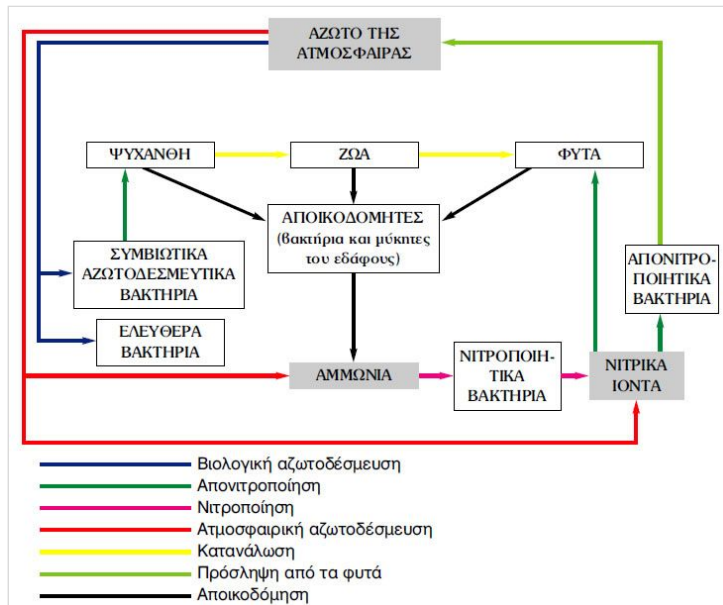 ΑΖΩΤΟ ΤΗΣ
ΑΤΜΟΣΦΑΙΡΑΣ
ΨΥΧΑΝΘΗ
ΖΩΑ
ΦΥΤΑ
ΑΠΟΙΚΟΔΟΜΗΤΕΣ
(βακτήρια και μύκητες
του εδάφους)
ΣΥΜΒΙΩΤΙΚΑ
ΑΖΩΤΟΔΕΣΜΕΥΤΙΚΑ
ΒΑΚΤΗΡΙΑ
ΑΠΟΝΙΤΡΟ-
ΠΟΙΗΤΙΚΑ
ΒΑΚΤΗΡΙΑ
ΕΛΕΥΘΕΡΑ
ΒΑΚΤΗΡΙΑ
ΑΜΜΩΝΙΑ
ΝΙΤΡΟΠΟΙΗ-
ΤΙΚΑ
ΒΑΚΤΗΡΙΑ
ΝΙΤΡΙΚΑ
ΙΟΝΤΑ
Βιολογική αζωτοδέσμευση
Απονιτροποίηση
Νιτροποίηση
Ατμοσφαιρική αζωτοδέσμευση
Κατανάλωση
Πρόσληψη από τα φυτά
Αποικοδόμηση